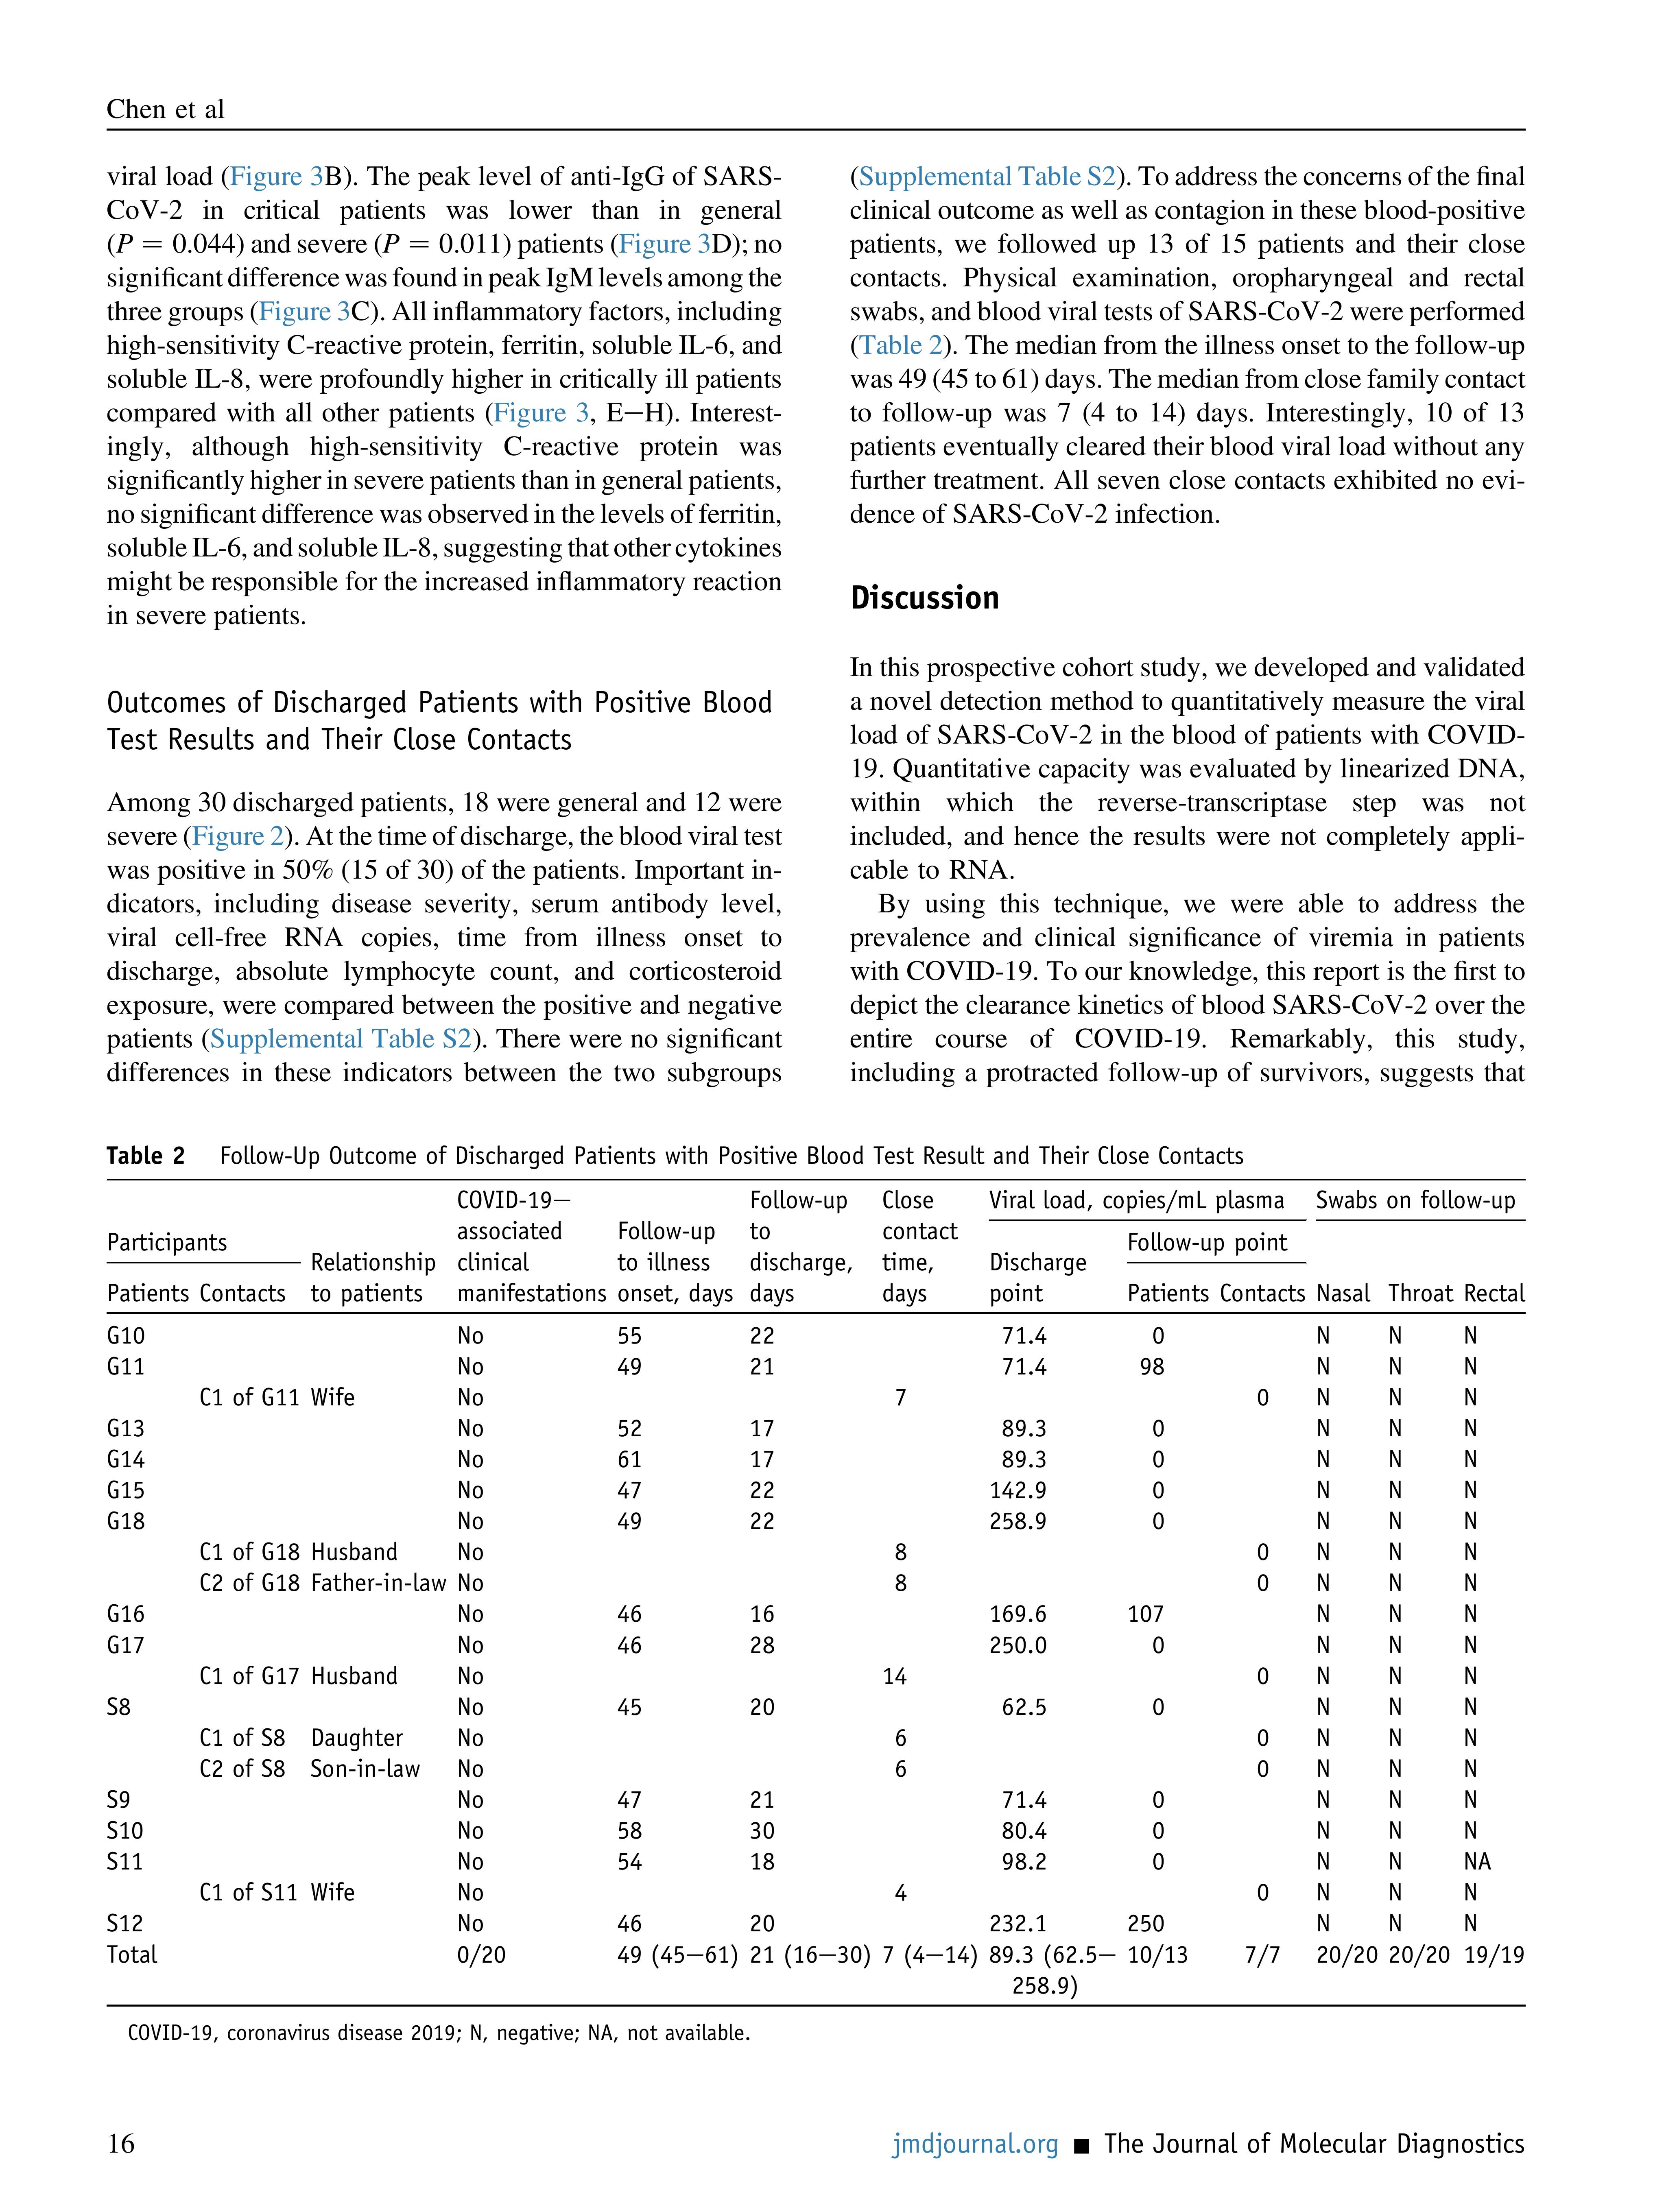 Chen et al
viral load (Figure 3B). The peak level of anti-IgG of SARS-
CoV-2 in critical patients was lower than in general
(P = 0.044) and severe (P = 0.011) patients (Figure 3D); no
significant difference was found in peak IgM levels among the
three groups (Figure 3C). All inflammatory factors, including
high-sensitivity C-reactive protein, ferritin, soluble IL-6, and
soluble IL-8, were profoundly higher in critically ill patients
compared with all other patients (Figure 3, E–H). Interest-
ingly, although high-sensitivity C-reactive protein was
significantly higher in severe patients than in general patients,
no significant difference was observed in the levels of ferritin,
soluble IL-6, and soluble IL-8, suggesting that other cytokines
might be responsible for the increased inflammatory reaction
in severe patients.
Outcomes of Discharged Patients with Positive Blood
Test Results and Their Close Contacts
Among 30 discharged patients, 18 were general and 12 were
severe (Figure 2). At the time of discharge, the blood viral test
was positive in 50% (15 of 30) of the patients. Important in-
dicators, including disease severity, serum antibody level,
viral cell-free RNA copies, time from illness onset to
discharge, absolute lymphocyte count, and corticosteroid
exposure, were compared between the positive and negative
patients (Supplemental Table S2). There were no significant
differences in these indicators between the two subgroups
(Supplemental Table S2). To address the concerns of the final
clinical outcome as well as contagion in these blood-positive
patients, we followed up 13 of 15 patients and their close
contacts. Physical examination, oropharyngeal and rectal
swabs, and blood viral tests of SARS-CoV-2 were performed
(Table 2). The median from the illness onset to the follow-up
was 49 (45 to 61) days. The median from close family contact
to follow-up was 7 (4 to 14) days. Interestingly, 10 of 13
patients eventually cleared their blood viral load without any
further treatment. All seven close contacts exhibited no evi-
dence of SARS-CoV-2 infection.
Discussion
In this prospective cohort study, we developed and validated
a novel detection method to quantitatively measure the viral
load of SARS-CoV-2 in the blood of patients with COVID-
19. Quantitative capacity was evaluated by linearized DNA,
within which the reverse-transcriptase step was not
included, and hence the results were not completely appli-
cable to RNA.
By using this technique, we were able to address the
prevalence and clinical significance of viremia in patients
with COVID-19. To our knowledge, this report is the first to
depict the clearance kinetics of blood SARS-CoV-2 over the
entire course of COVID-19. Remarkably, this study,
including a protracted follow-up of survivors, suggests that
Table 2 Follow-Up Outcome of Discharged Patients with Positive Blood Test Result and Their Close Contacts
COVID-19– Follow-up Close Viral load, copies/mL plasma Swabs on follow-up
associated Follow-up to contact
Participants Follow-up point
Relationship clinical to illness discharge, time, Discharge
Patients Contacts to patients manifestations onset, days days days point Patients Contacts Nasal Throat Rectal
G10 No 55 22 71.4 0 N N N
G11 No 49 21 71.4 98 N N N
C1 of G11 Wife No 7 0 N N N
G13 No 52 17 89.3 0 N N N
G14 No 61 17 89.3 0 N N N
G15 No 47 22 142.9 0 N N N
G18 No 49 22 258.9 0 N N N
C1 of G18 Husband No 8 0 N N N
C2 of G18 Father-in-law No 8 0 N N N
G16 No 46 16 169.6 107 N N N
G17 No 46 28 250.0 0 N N N
C1 of G17 Husband No 14 0 N N N
S8 No 45 20 62.5 0 N N N
C1 of S8 Daughter No 6 0 N N N
C2 of S8 Son-in-law No 6 0 N N N
S9 No 47 21 71.4 0 N N N
S10 No 58 30 80.4 0 N N N
S11 No 54 18 98.2 0 N N NA
C1 of S11 Wife No 4 0 N N N
S12 No 46 20 232.1 250 N N N
Total 0/20 49 (45–61) 21 (16–30) 7 (4–14) 89.3 (62.5– 10/13 7/7 20/20 20/20 19/19
258.9)
COVID-19, coronavirus disease 2019; N, negative; NA, not available.
16 jmdjournal.org ■ The Journal of Molecular Diagnostics